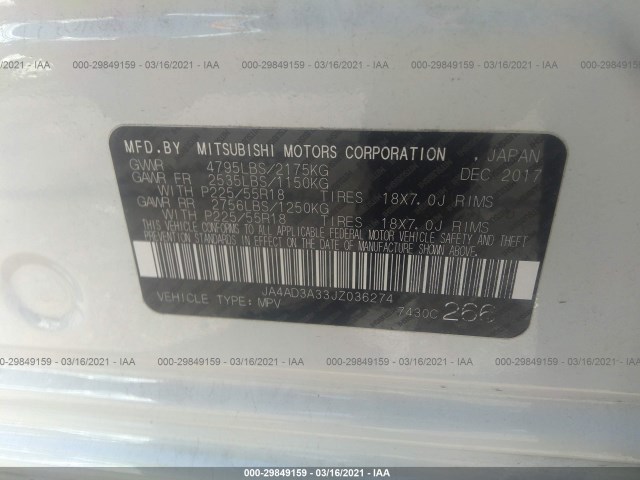 000-29849159 - 03/16/2021 - IAA
MFD.BY MITSUBISHI MOTORS CORPORATION , JAPAN
GVWR 4795LBS/2175KG DEC 2017
GAWR FR 2535LBS/1150KG
WITH P225/55R18 TIRES 18X7.0J RIMS
GAWR RR 2756LBS/1250KG
WITH P225/55R18 TIRES 18X7.0J RIMS
THIS VEHICLE CONFORMS TO ALL APPLICABLE FEDERAL MOTOR VEHICLE SAFETY AND THEFT
PREVENTION STANDARDS IN EFFECT ON THE DATE OF MANUFACTURE SHOWN ABOVE.
JA4AD3A33JZ036274
VEHICLE TYPE: MPV 7430C 266
000-29849159 - 03/16/2021 - IAA
000-29849159 - 03/16/2021 - IAA